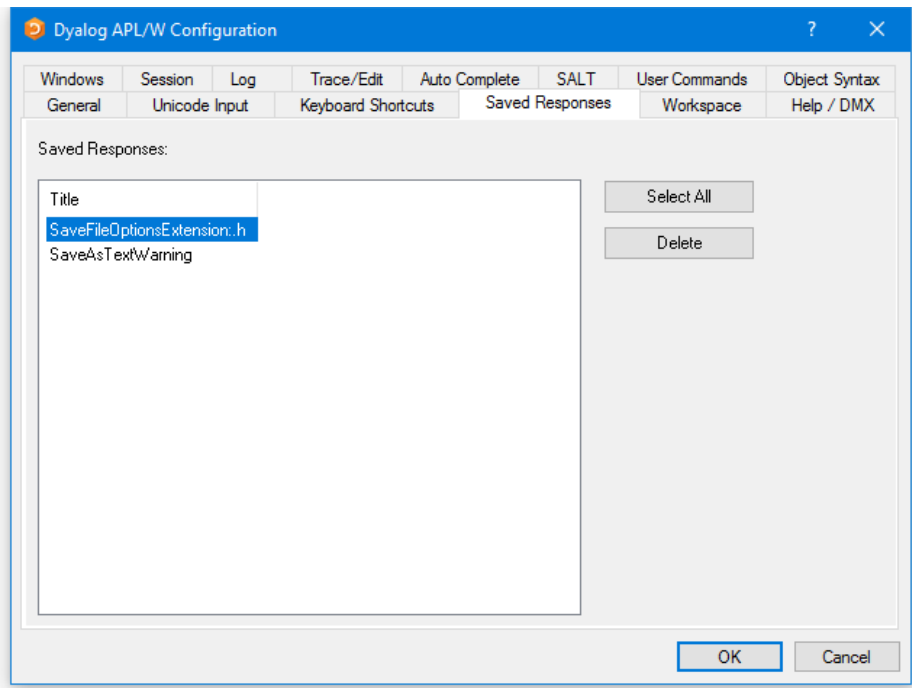 Dyalog APL/W Configuration ? ×
Windows Session Log Trace/Edit Auto Complete SALT User Commands Object Syntax
General Unicode Input Keyboard Shortcuts Saved Responses Workspace Help / DMX
Saved Responses:
Title
SaveFileOptionsExtension:.h
SaveAsTextWarning
Select All
Delete
OK Cancel